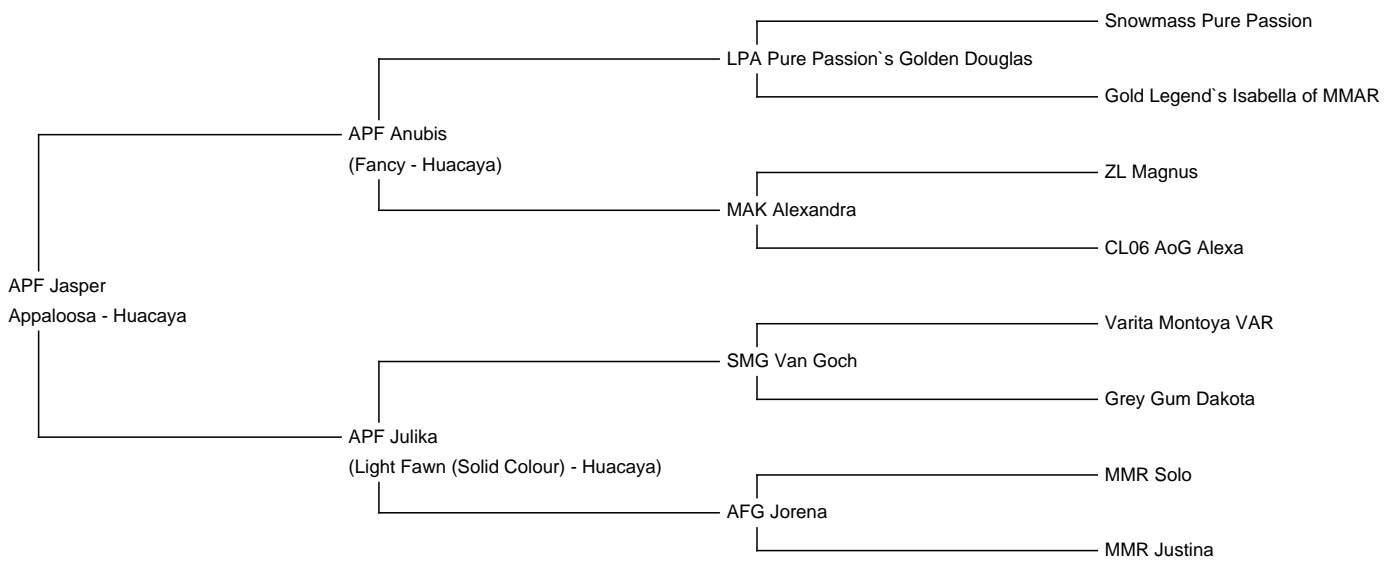 Snowmass Pure Passion
LPA Pure Passion`s Golden Douglas
Gold Legend`s Isabella of MMAR
APF Anubis
(Fancy - Huacaya)
ZL Magnus
MAK Alexandra
CL06 AoG Alexa
APF Jasper
Appaloosa - Huacaya
Varita Montoya VAR
SMG Van Goch
Grey Gum Dakota
APF Julika
(Light Fawn (Solid Colour) - Huacaya)
MMR Solo
AFG Jorena
MMR Justina